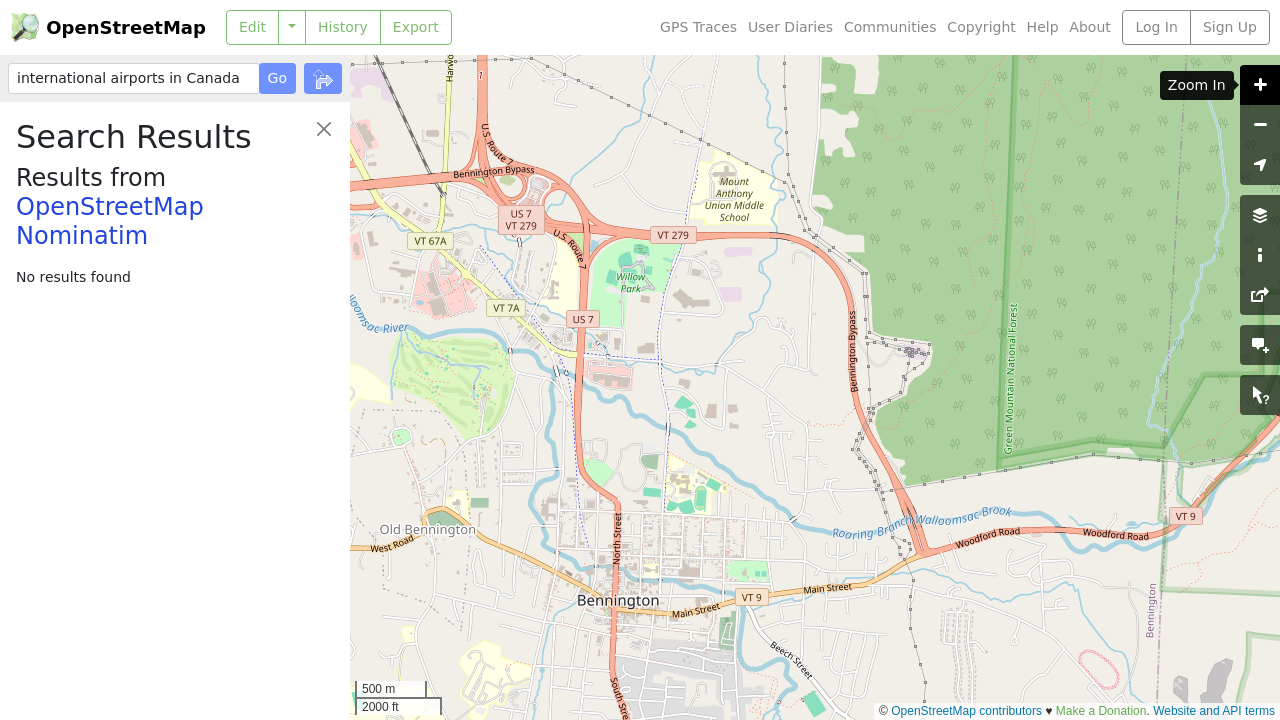 OpenStreetMap
Edit
History
Export
GPS Traces
User Diaries
Communities
Copyright
Help
About
Log In
Sign Up
international airports in Canada
Go
Search Results
Results from
OpenStreetMap
Nominatim
No results found
Zoom In
U.S. Route 7
Bennington Bypass
US 7
VT 279
U.S. Route 7
VT 67A
VT 279
Mount
Anthony
Union Middle
School
Willow
Park
VT 7A
US 7
Bennington Bypass
Green Mountain National Forest
Old Bennington
West Road
North Street
Roaring Branch Walloomsac Brook
Woodford Road
Woodford Road
VT 9
Bennington
Main Street
VT 9
Main Street
Beech Street
Bennington
500 m
2000 ft
© OpenStreetMap contributors ♥ Make a Donation. Website and API terms